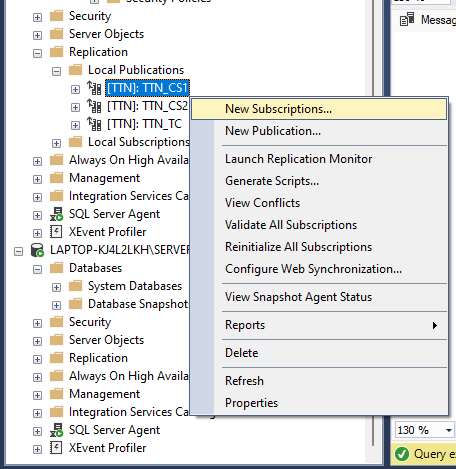 Security Policies
Security
Server Objects
Replication
Local Publications
[TTN]: TTN_CS1
[TTN]: TTN_CS2
[TTN]: TTN_TC
Local Subscriptions
Always On High Availa
Management
Integration Services Ca
SQL Server Agent
XEvent Profiler
LAPTOP-KJ4L2LKH\SERVER
Databases
System Databases
Database Snapshots
Security
Server Objects
Replication
Always On High Availa
Management
Integration Services Ca
SQL Server Agent
XEvent Profiler
New Subscriptions...
New Publication...
Launch Replication Monitor
Generate Scripts...
View Conflicts
Validate All Subscriptions
Reinitialize All Subscriptions
Configure Web Synchronization...
View Snapshot Agent Status
Reports
Delete
Refresh
Properties
Messag
130 %
Query e